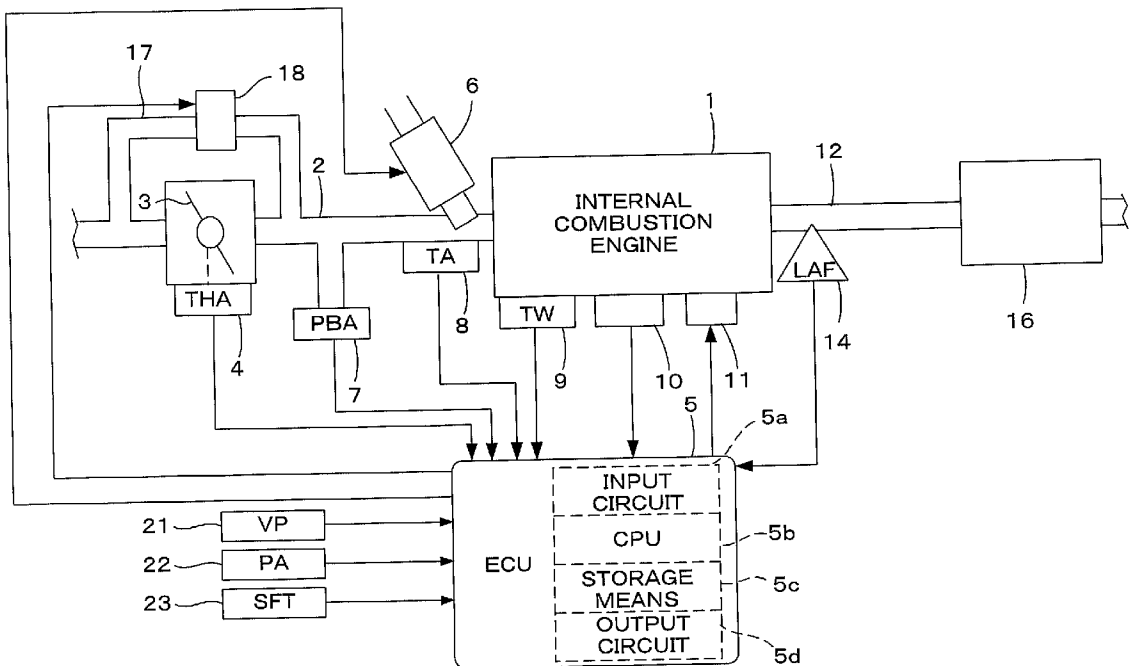 17
18
6
1
2
12
3
INTERNAL
COMBUSTION
ENGINE
TA
LAF
THA
TW
PBA
8
16
14
4
7
9
10
11
5
5a
INPUT
CIRCUIT
21
VP
CPU
5b
22
PA
ECU
STORAGE
MEANS
5c
23
SFT
OUTPUT
CIRCUIT
5d